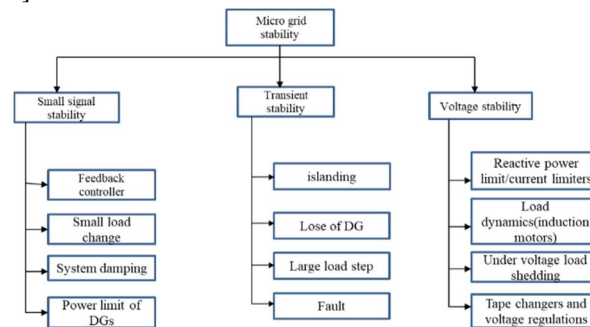 Micro grid
stability
Small signal
stability
Transient
stability
Voltage stability
Feedback
controller
Small load
change
System damping
Power limit of
DGs
islanding
Lose of DG
Large load step
Fault
Reactive power
limit/current limiters
Load
dynamics(induction
motors)
Under voltage load
shedding
Tape changers and
voltage regulations